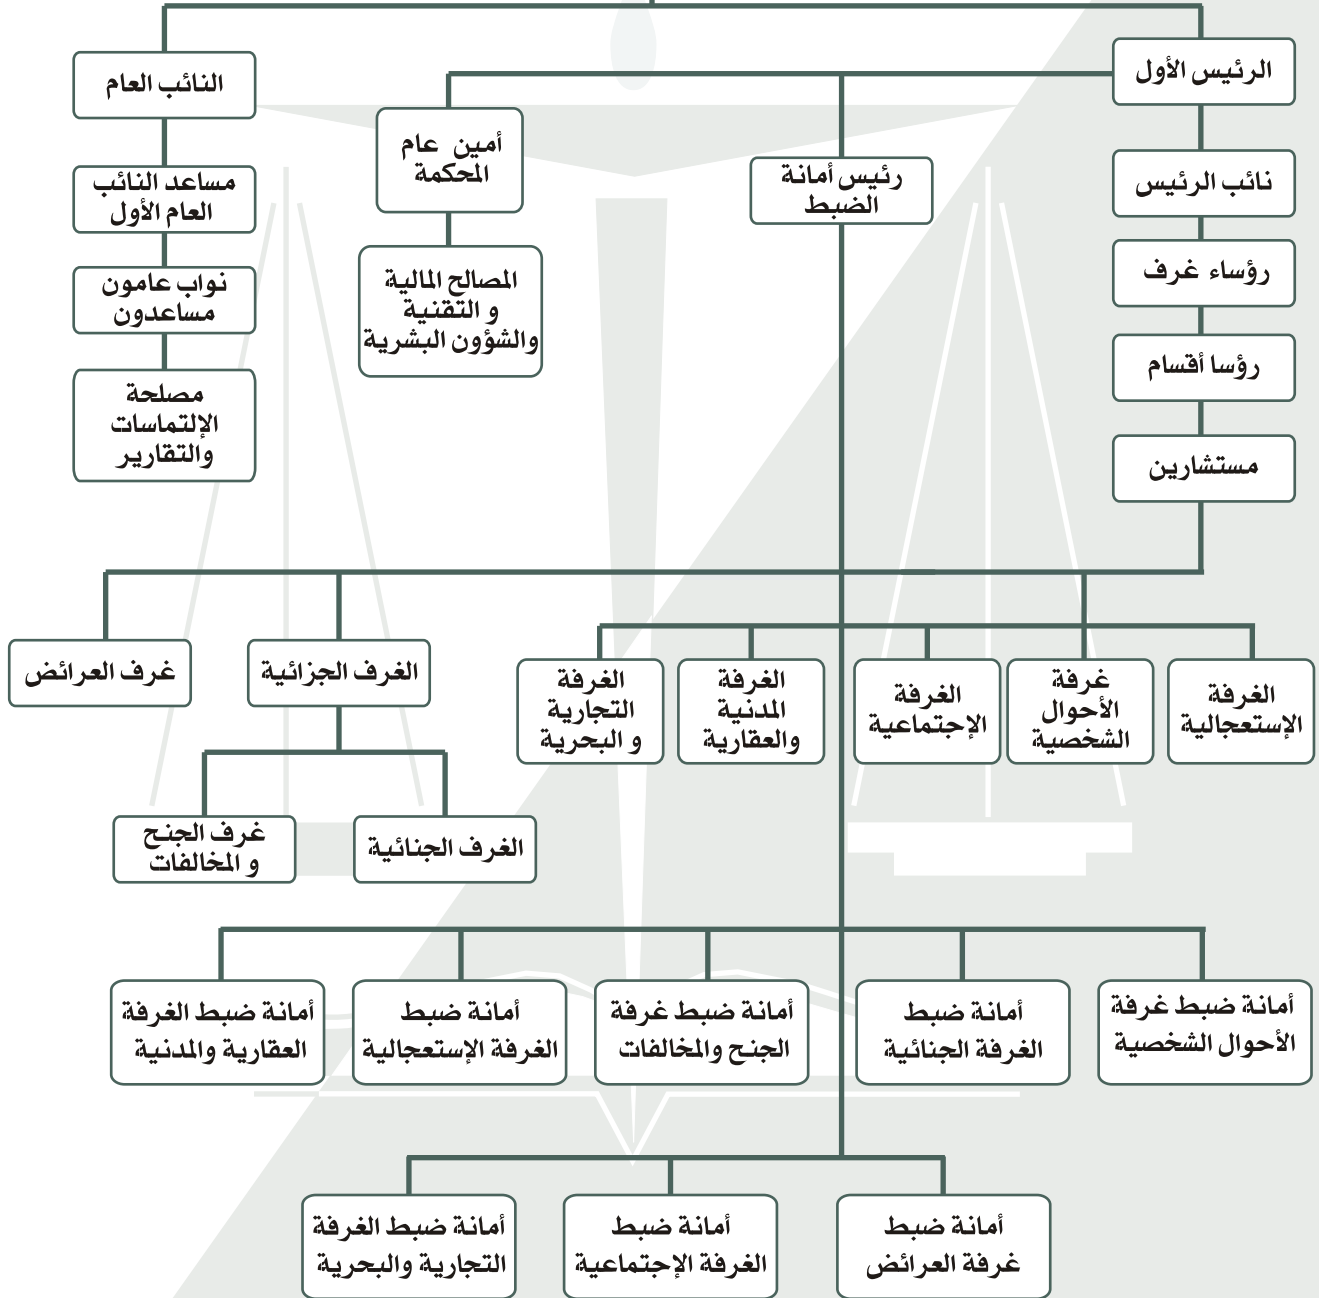 الرئيس الأول
النائب العام
أمين عام
المحكمة
رئيس أمانة
الضبط
نائب الرئيس
مساعد النائب
العام الأول
رؤساء غرف
المصالح المالية
و التقنية
والشؤون البشرية
نواب عامون
مساعدون
رؤسا أقسام
مصلحة
الإلتماسات
والتقارير
مستشارين
الغرفة
الإستعجالية
غرفة
الأحوال
الشخصية
الغرفة
الإجتماعية
الغرفة
المدنية
والعقارية
الغرفة
التجارية
و البحرية
الغرف الجزائية
غرف العرائض
الغرف الجنائية
غرف الجنح
و المخالفات
أمانة ضبط غرفة
الأحوال الشخصية
أمانة ضبط
الغرفة الجنائية
أمانة ضبط غرفة
الجنح والمخالفات
أمانة ضبط
الغرفة الإستعجالية
أمانة ضبط الغرفة
العقارية والمدنية
أمانة ضبط
غرفة العرائض
أمانة ضبط
الغرفة الإجتماعية
أمانة ضبط الغرفة
التجارية والبحرية